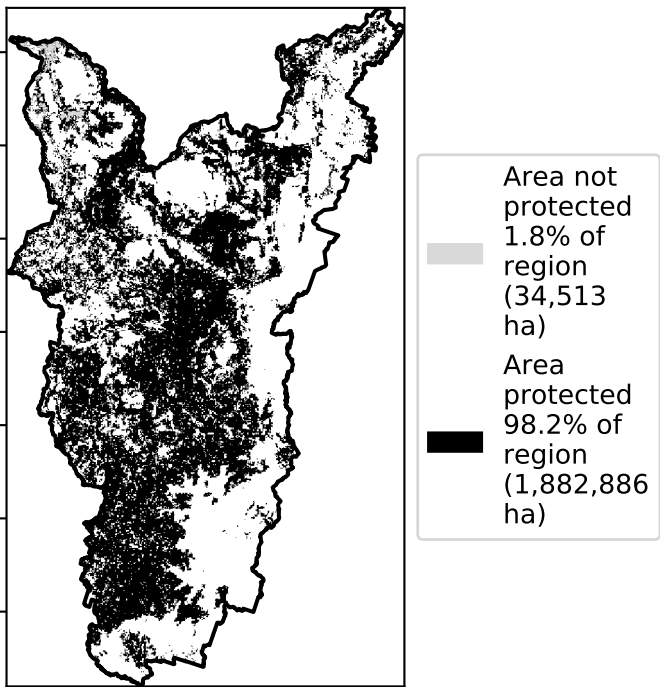 Area not
protected
1.8% of
region
(34,513
ha)
Area
protected
98.2% of
region
(1,882,886
ha)